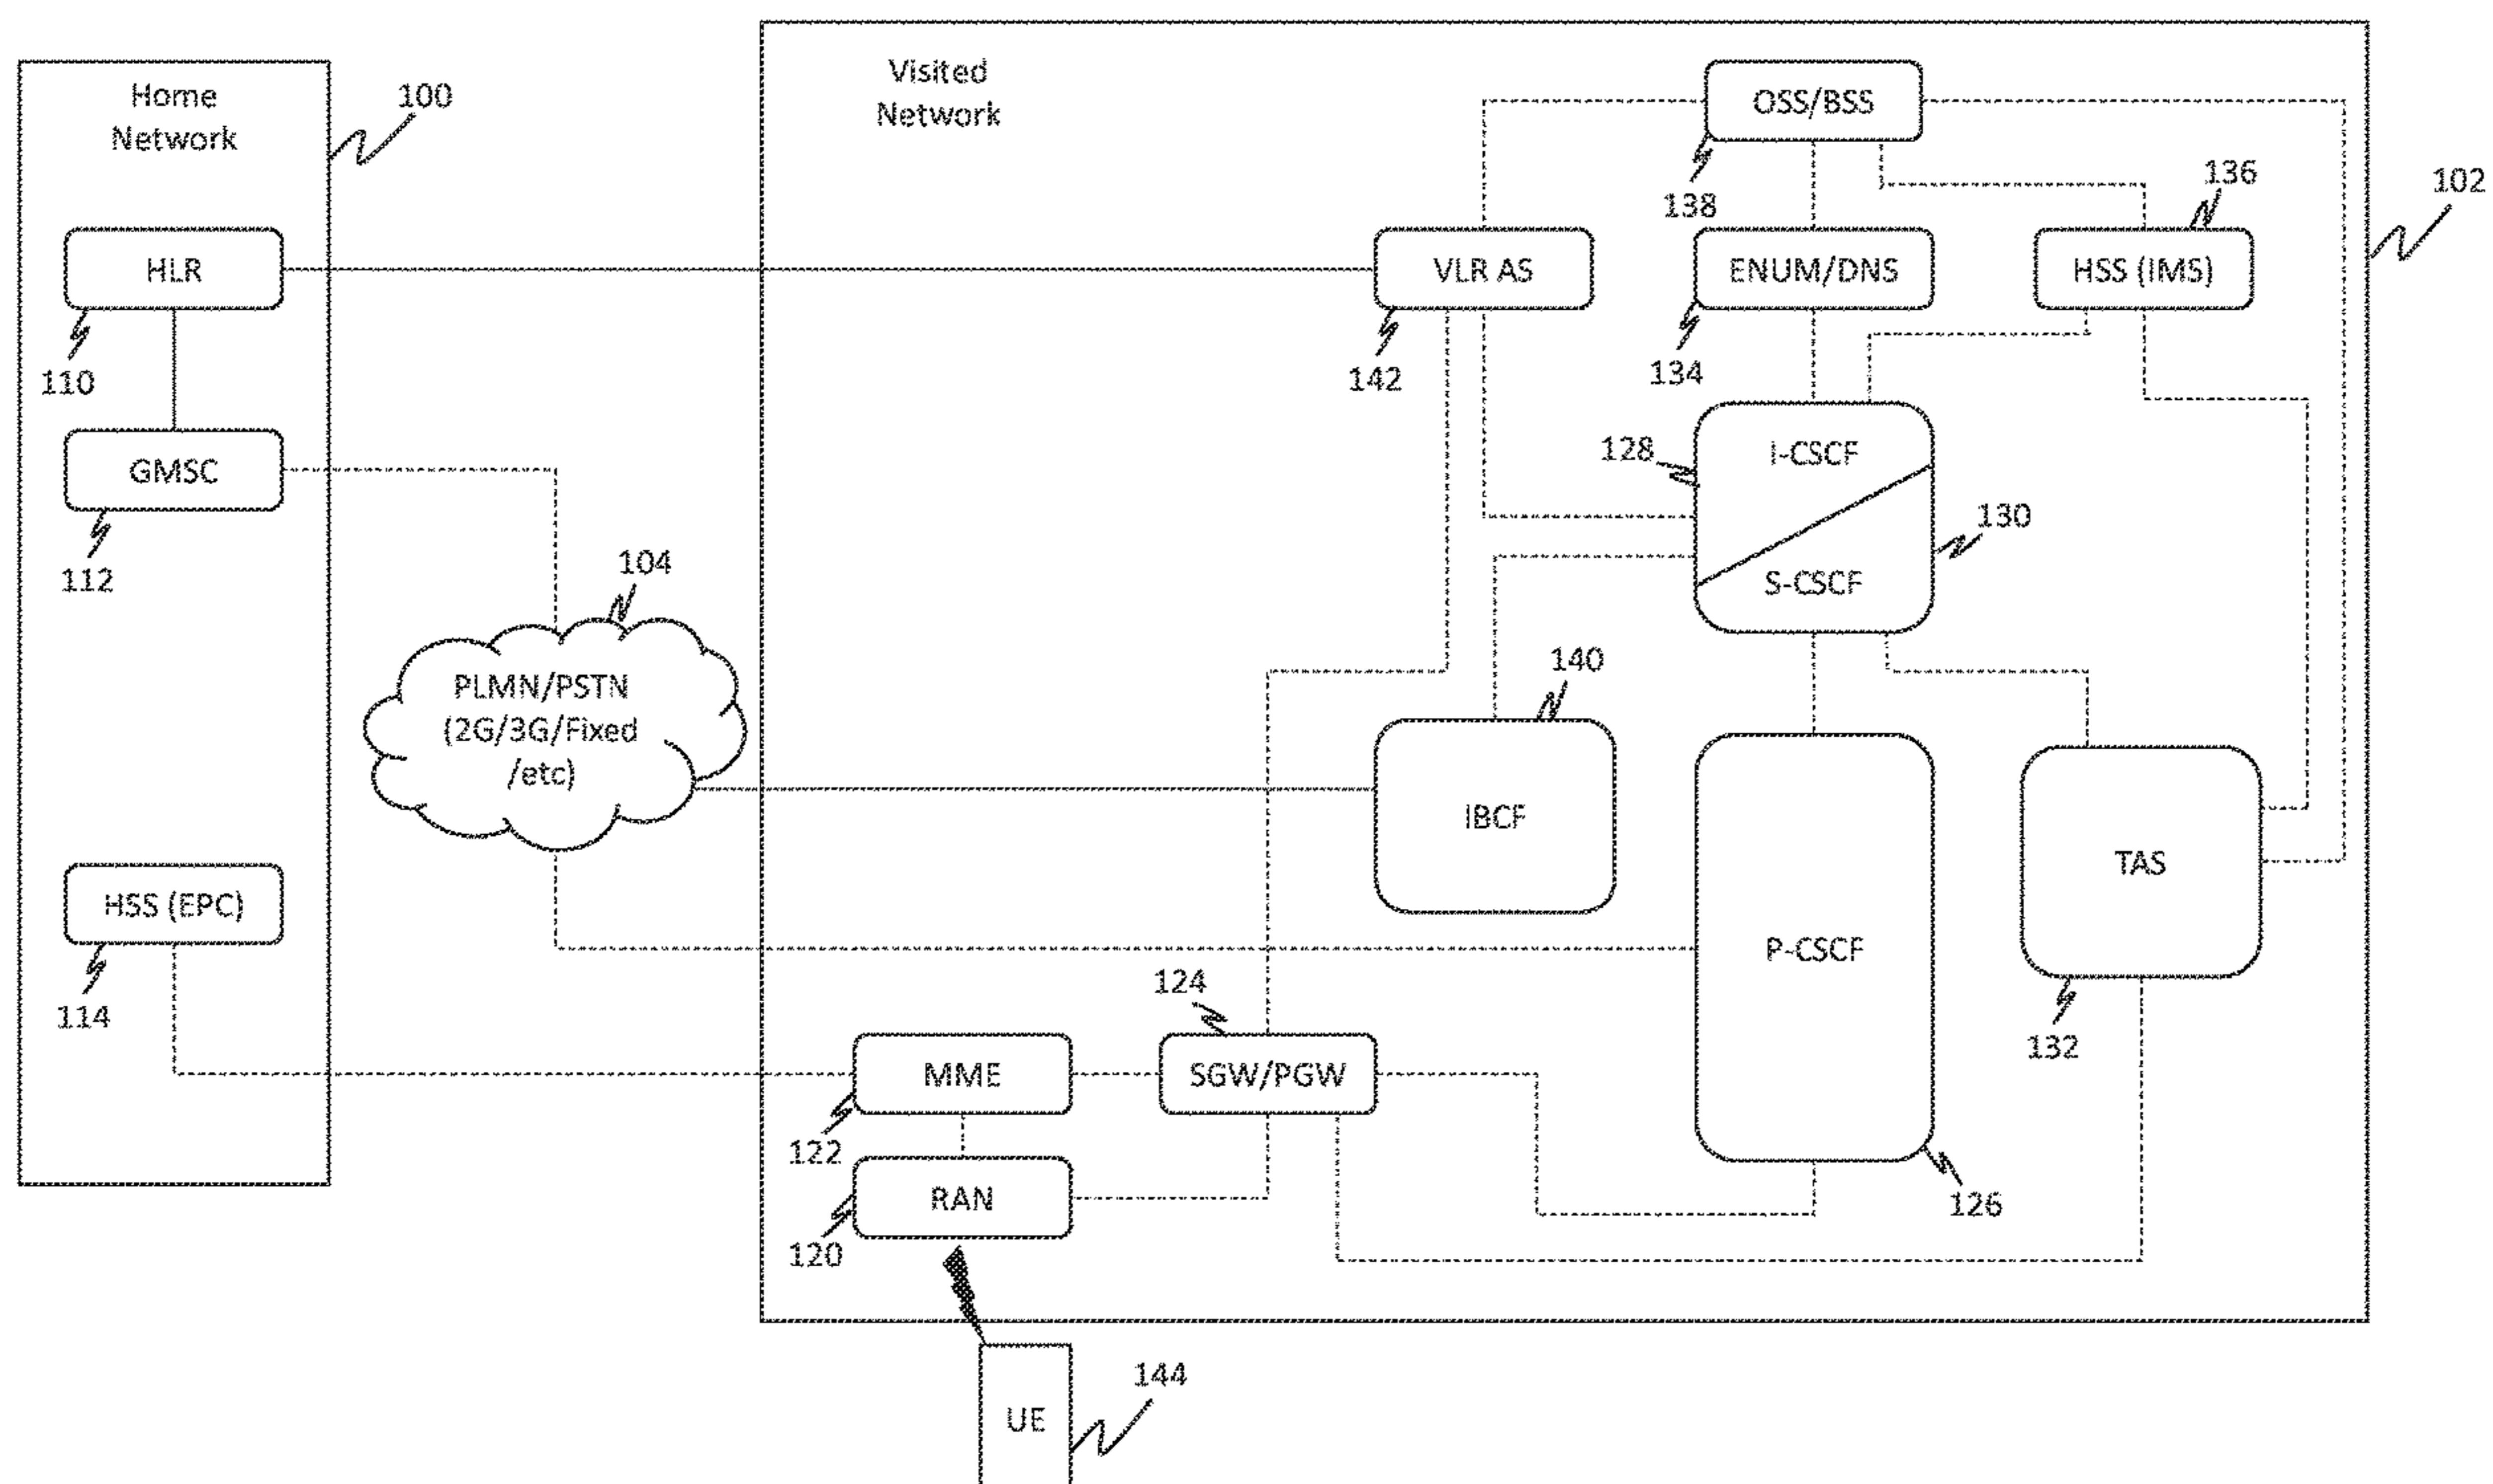 Home
Network
100
HLR
110
GMSC
112
HSS (EPC)
114
104
PLMN/PSTN
(2G/3G/Fixed
/etc)
Visited
Network
102
OSS/BSS
138
136
VLR AS
142
ENUM/DNS
134
HSS (IMS)
128
I-CSCF
S-CSCF
130
140
IBCF
P-CSCF
126
TAS
132
124
MME
122
SGW/PGW
RAN
120
UE
144